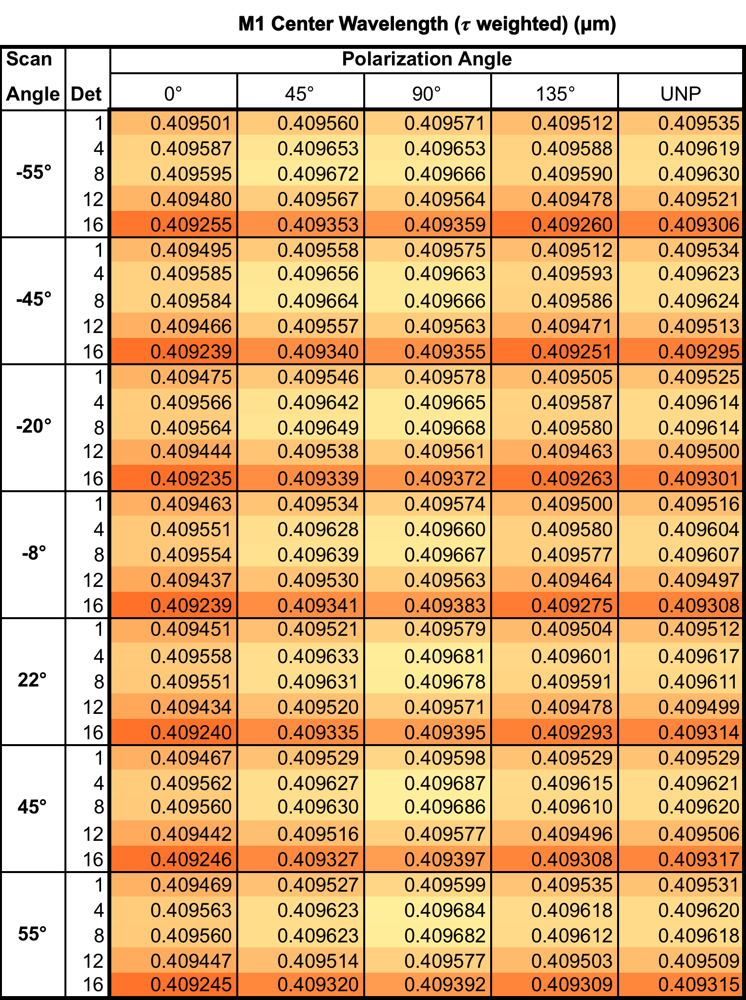 M1 Center Wavelength (τ weighted) (µm)
Scan Polarization Angle
Angle Det 0° 45° 90° 135° UNP
1 0.409501 0.409560 0.409571 0.409512 0.409535
4 0.409587 0.409653 0.409653 0.409588 0.409619
-55° 8 0.409595 0.409672 0.409666 0.409590 0.409630
12 0.409480 0.409567 0.409564 0.409478 0.409521
16 0.409255 0.409353 0.409359 0.409260 0.409306
1 0.409495 0.409558 0.409575 0.409512 0.409534
4 0.409585 0.409656 0.409663 0.409593 0.409623
-45° 8 0.409584 0.409664 0.409666 0.409586 0.409624
12 0.409466 0.409557 0.409563 0.409471 0.409513
16 0.409239 0.409340 0.409355 0.409251 0.409295
1 0.409475 0.409546 0.409578 0.409505 0.409525
4 0.409566 0.409642 0.409665 0.409587 0.409614
-20° 8 0.409564 0.409649 0.409668 0.409580 0.409614
12 0.409444 0.409538 0.409561 0.409463 0.409500
16 0.409235 0.409339 0.409372 0.409263 0.409301
1 0.409463 0.409534 0.409574 0.409500 0.409516
4 0.409551 0.409628 0.409660 0.409580 0.409604
-8° 8 0.409554 0.409639 0.409667 0.409577 0.409607
12 0.409437 0.409530 0.409563 0.409464 0.409497
16 0.409239 0.409341 0.409383 0.409275 0.409308
1 0.409451 0.409521 0.409579 0.409504 0.409512
4 0.409558 0.409633 0.409681 0.409601 0.409617
22° 8 0.409551 0.409631 0.409678 0.409591 0.409611
12 0.409434 0.409520 0.409571 0.409478 0.409499
16 0.409240 0.409335 0.409395 0.409293 0.409314
1 0.409467 0.409529 0.409598 0.409529 0.409529
4 0.409562 0.409627 0.409687 0.409615 0.409621
45° 8 0.409560 0.409630 0.409686 0.409610 0.409620
12 0.409442 0.409516 0.409577 0.409496 0.409506
16 0.409246 0.409327 0.409397 0.409308 0.409317
1 0.409469 0.409527 0.409599 0.409535 0.409531
4 0.409563 0.409623 0.409684 0.409618 0.409620
55° 8 0.409560 0.409623 0.409682 0.409612 0.409618
12 0.409447 0.409514 0.409577 0.409503 0.409509
16 0.409245 0.409320 0.409392 0.409309 0.409315